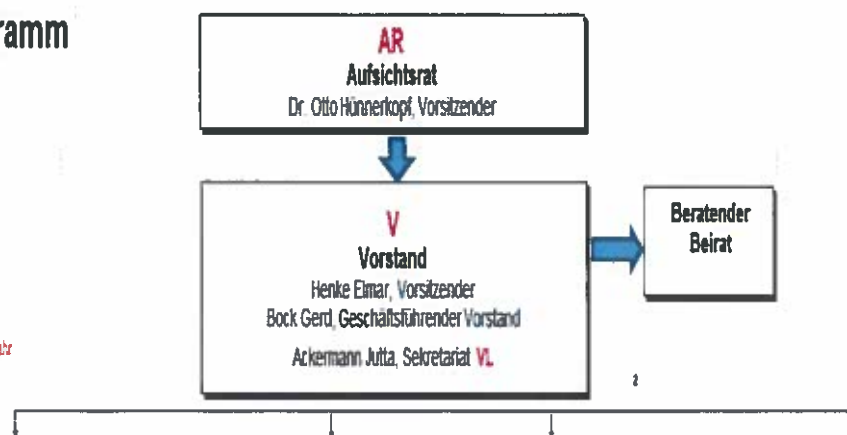 ramm
AR
Aufsichtsrat
Dr. Otto Hünnerkopf, Vorsitzender
V
Vorstand
Henke Elmar, Vorsitzender
Bock Gerd, Geschäftsführender Vorstand
Ackermann Jutta, Sekretariat VL
Beratender
Beirat